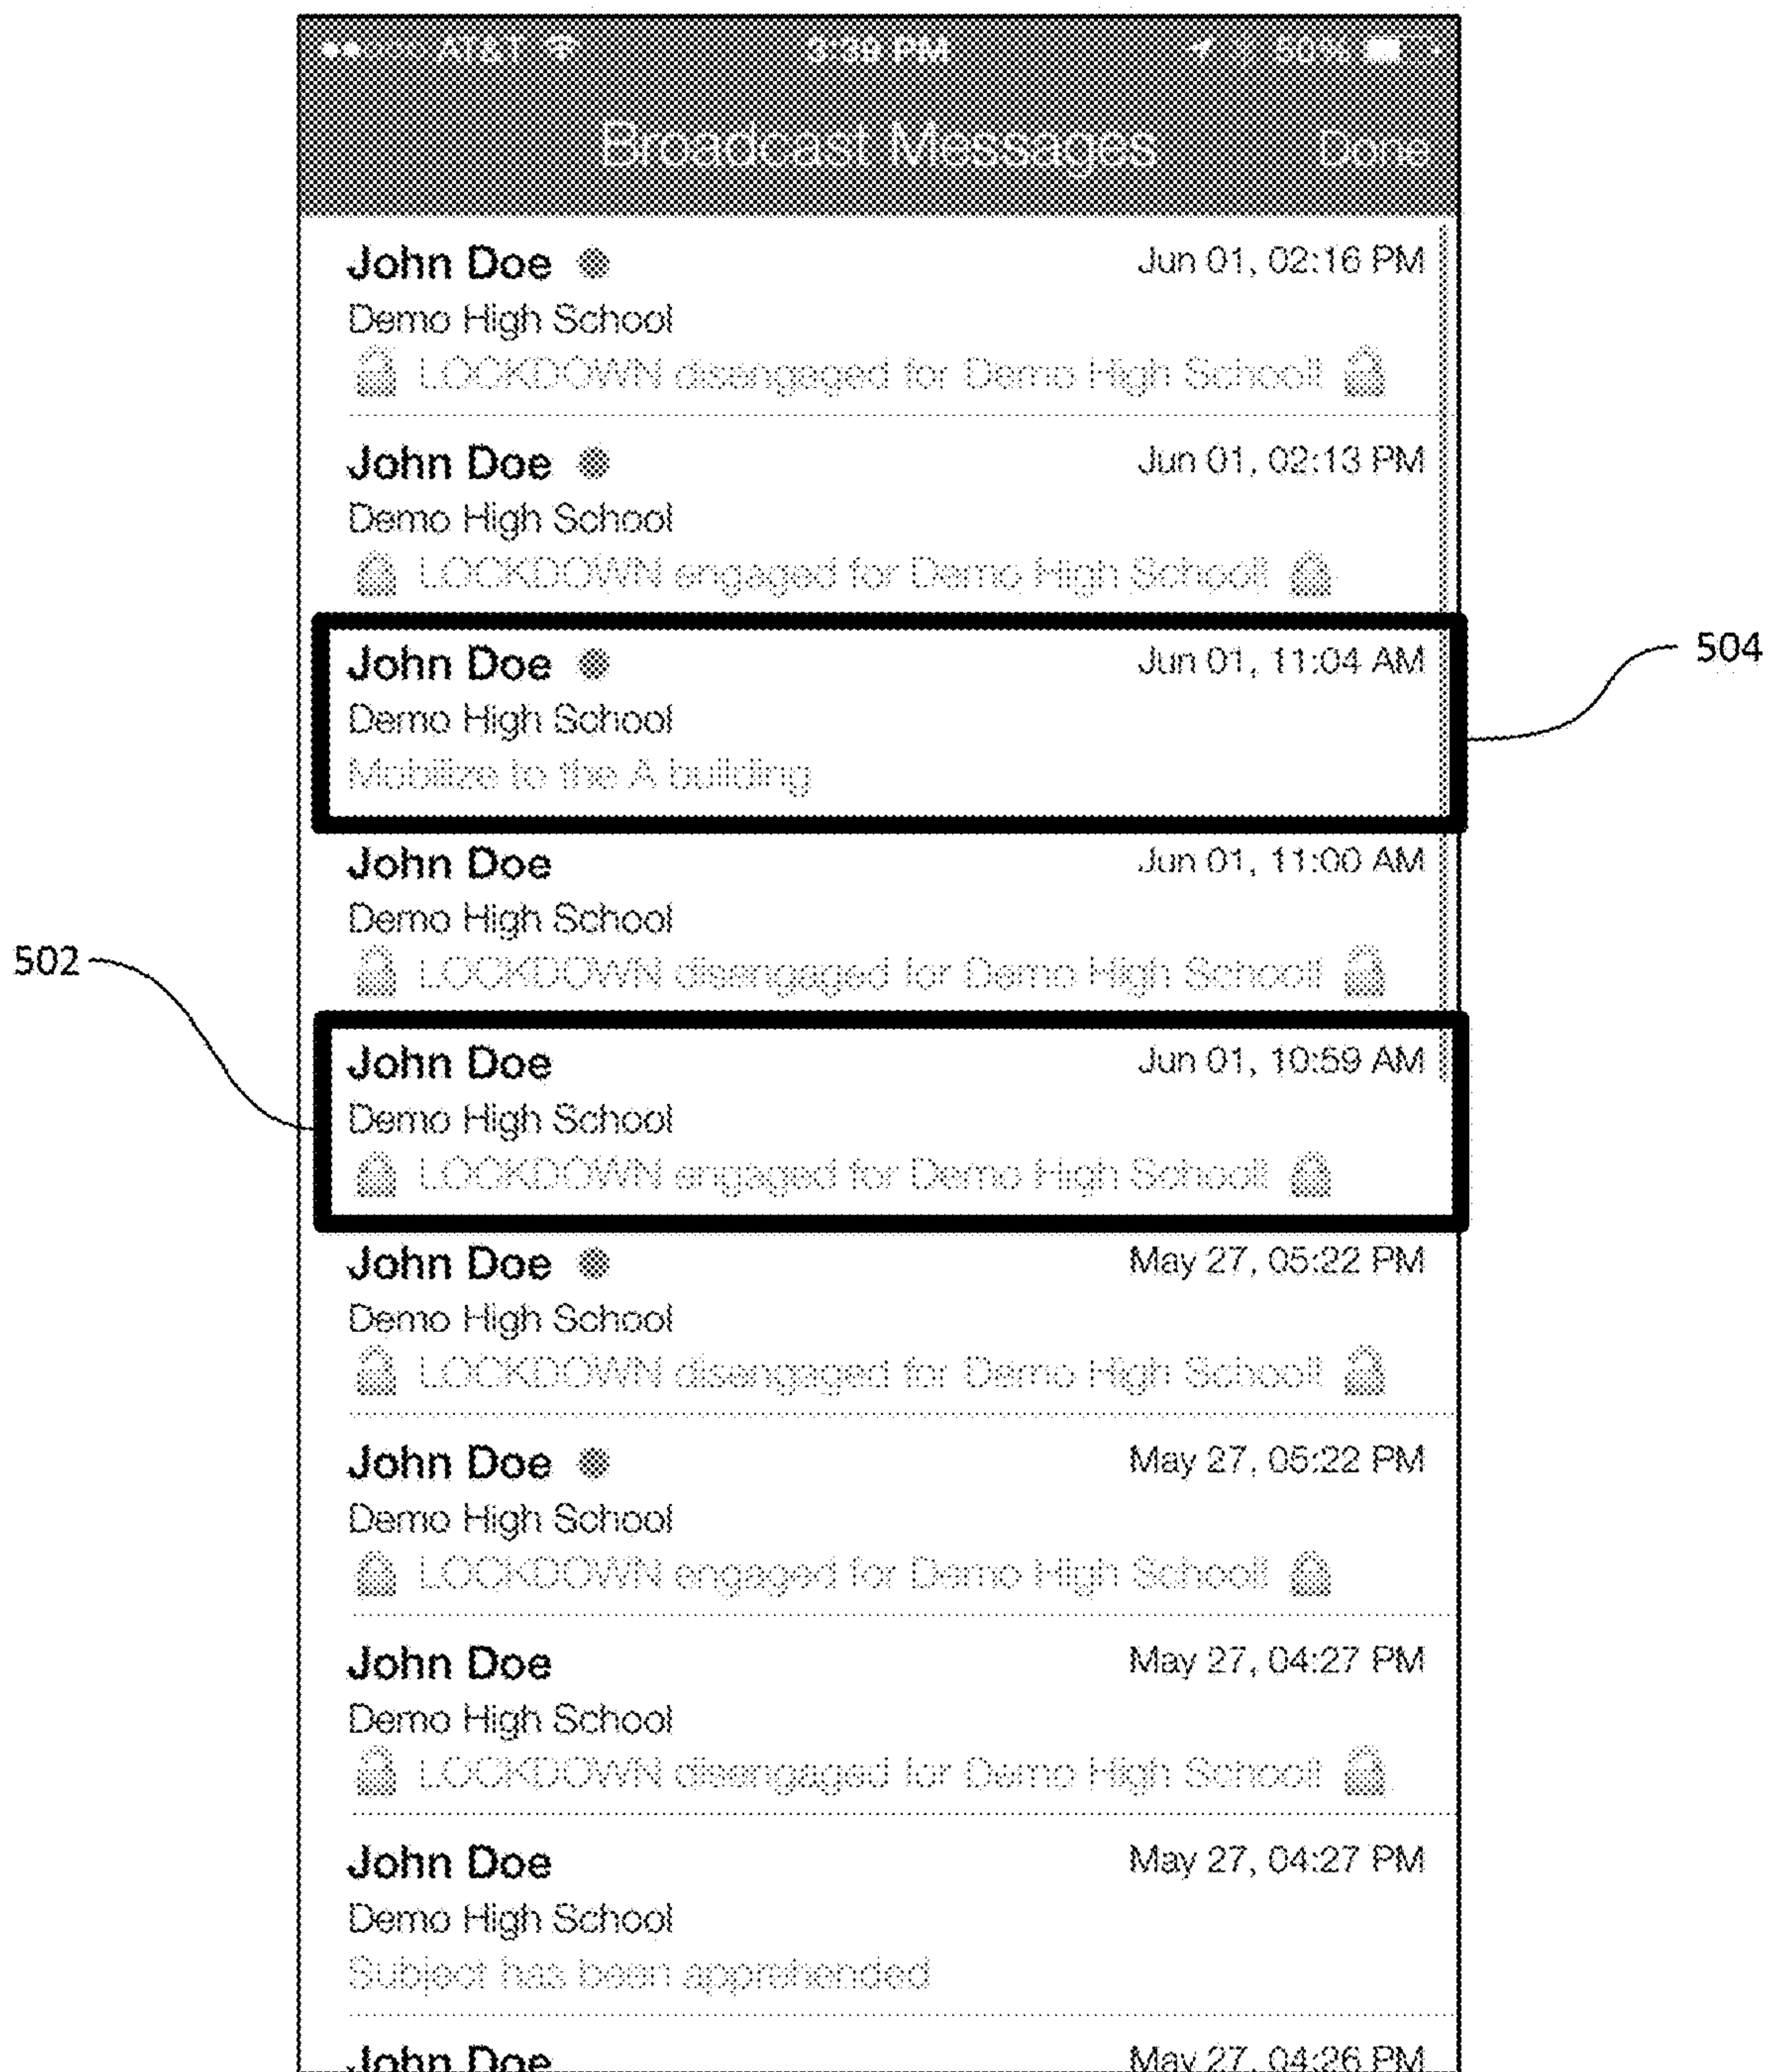 AT&T 3:39 PM 50%
Broadcast Messages Done
John Doe Jun 01, 02:16 PM
Demo High School
LOCKDOWN disengaged for Demo High School!
John Doe Jun 01, 02:13 PM
Demo High School
LOCKDOWN engaged for Demo High School!
John Doe Jun 01, 11:04 AM
504
Demo High School
Mobilize to the A building
John Doe Jun 01, 11:00 AM
Demo High School
502
LOCKDOWN disengaged for Demo High School!
John Doe Jun 01, 10:59 AM
Demo High School
LOCKDOWN engaged for Demo High School!
John Doe May 27, 05:22 PM
Demo High School
LOCKDOWN disengaged for Demo High School!
John Doe May 27, 05:22 PM
Demo High School
LOCKDOWN engaged for Demo High School!
John Doe May 27, 04:27 PM
Demo High School
LOCKDOWN disengaged for Demo High School!
John Doe May 27, 04:27 PM
Demo High School
Subject has been apprehended
John Doe May 27, 04:26 PM